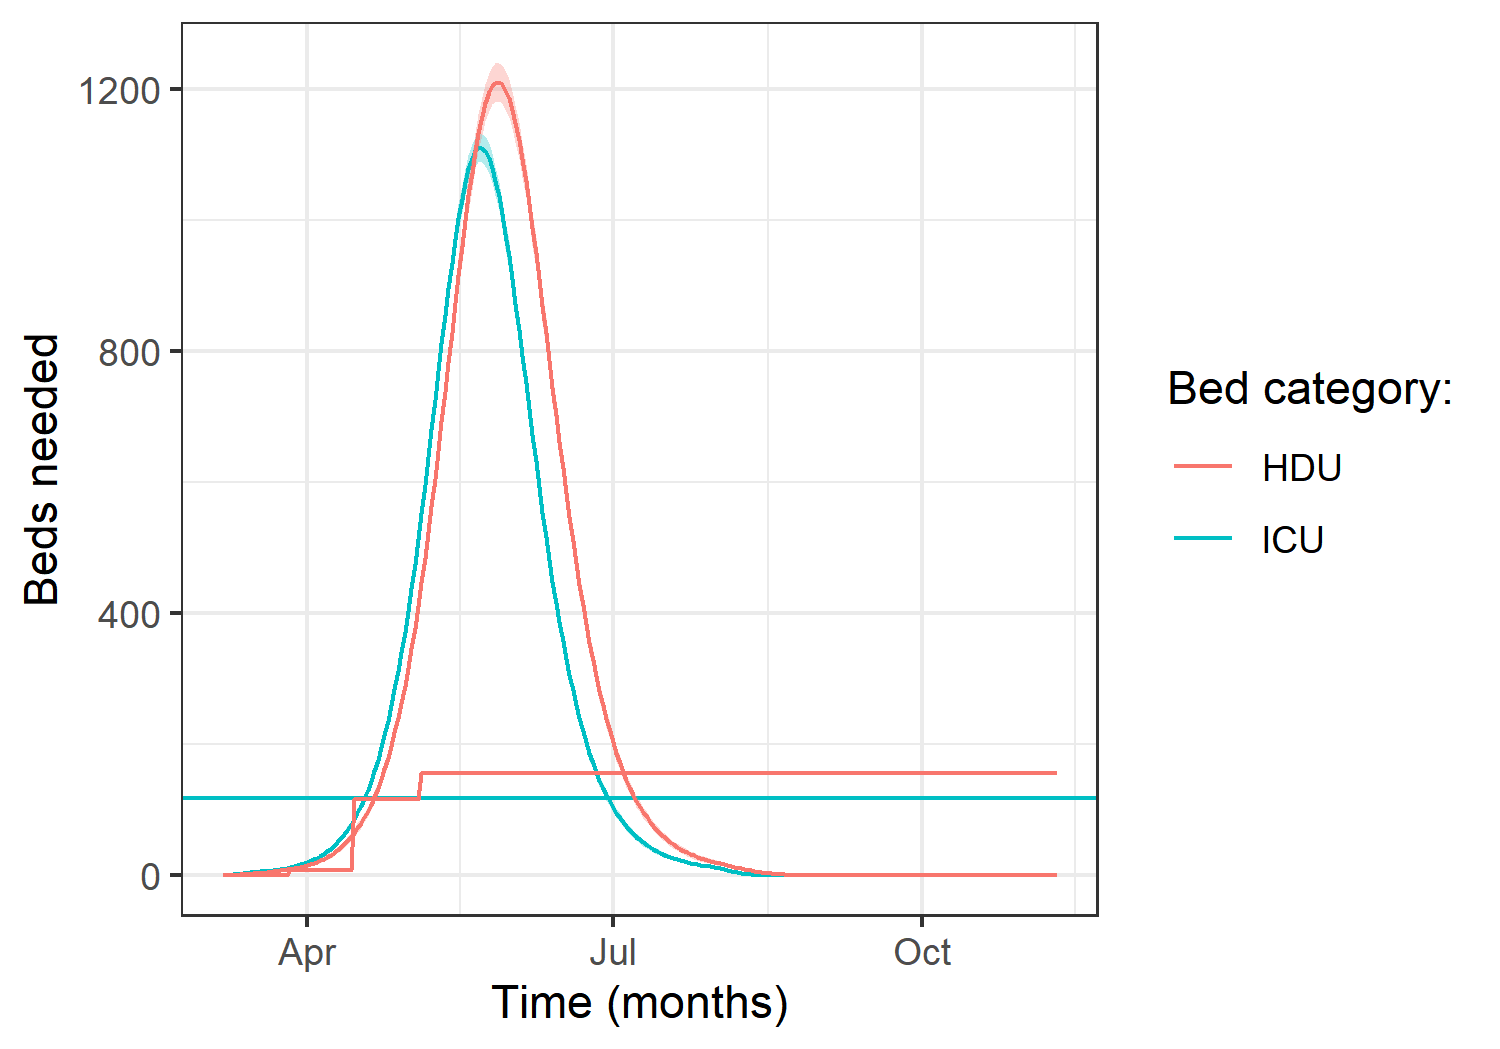 1200
800
400
0
Beds needed
Apr
Jul
Oct
Time (months)
Bed category:
HDU
ICU